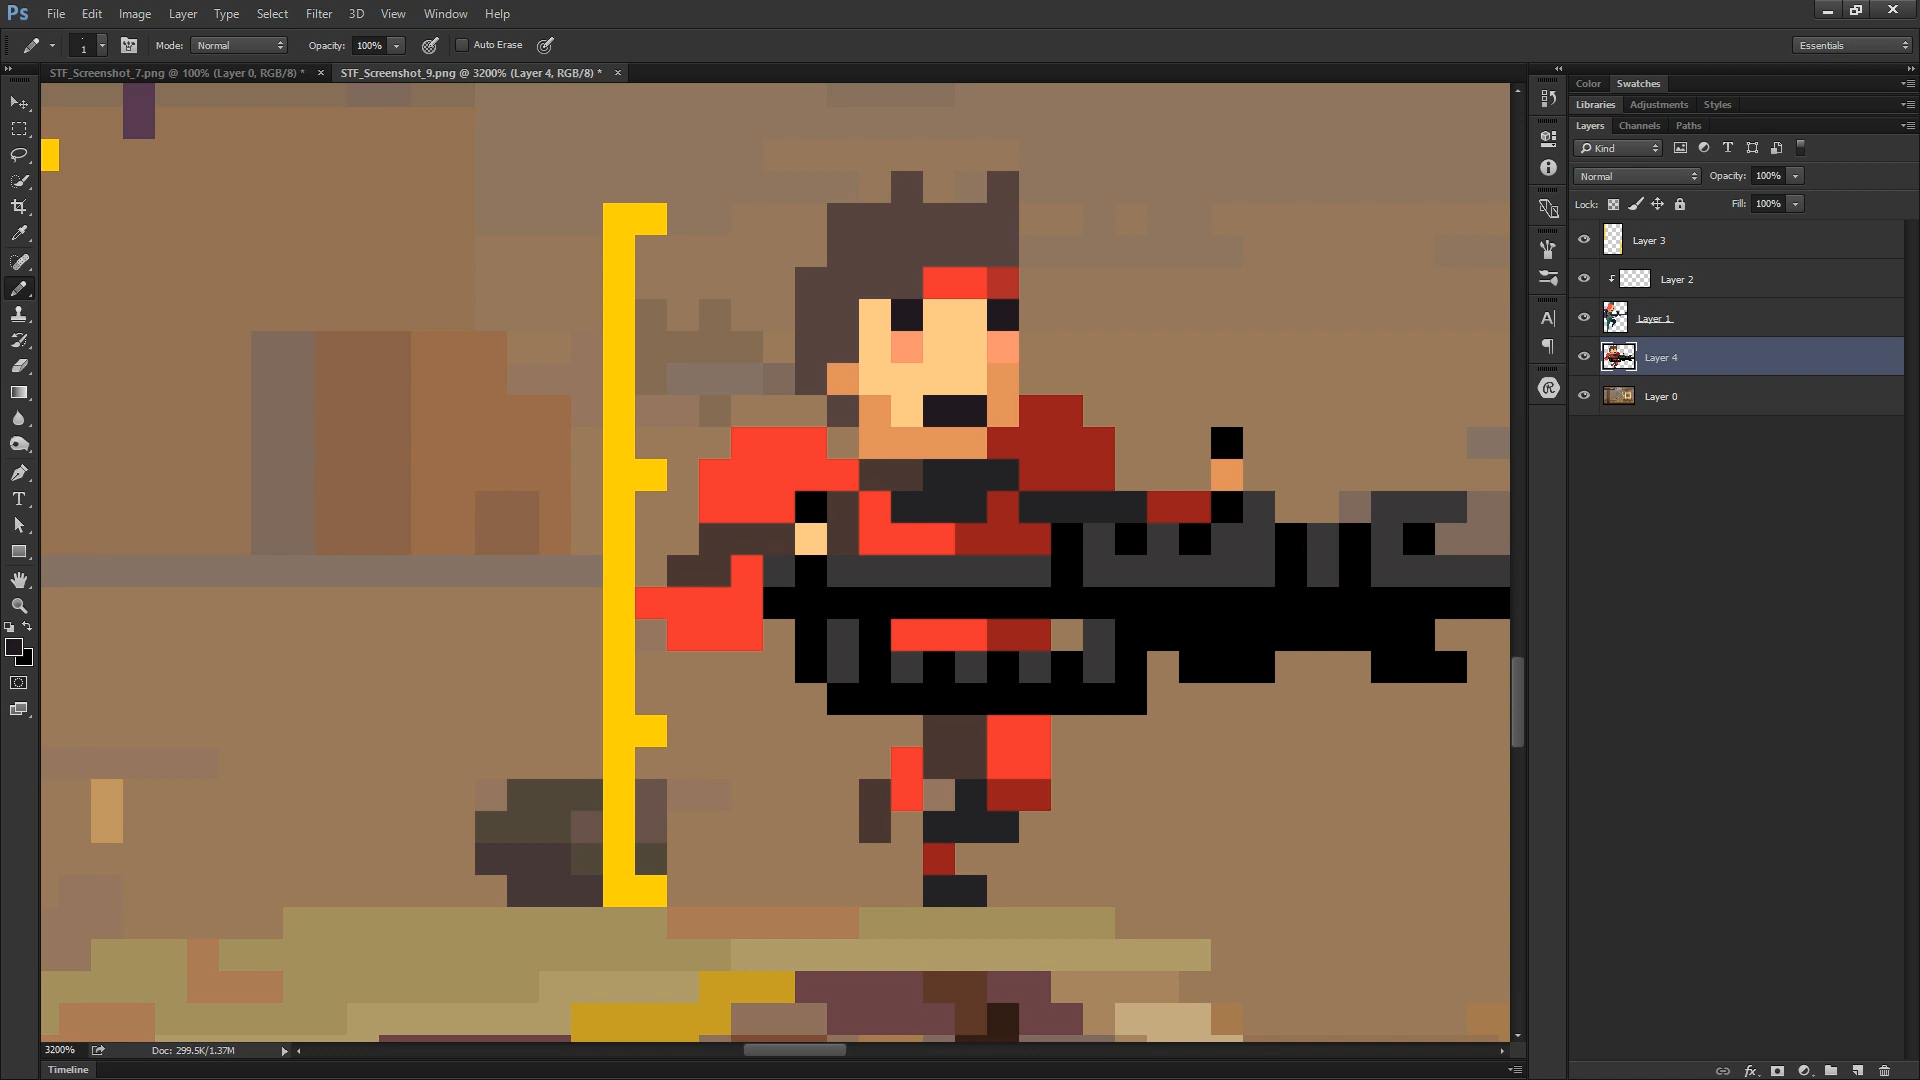 Ps File Edit Image Layer Type Select Filter 3D View Window Help
1 Mode: Normal Opacity: 100% Auto Erase Essentials
STF_Screenshot_7.png @ 100% (Layer 0, RGB/8) * × STF_Screenshot_9.png @ 3200% (Layer 4, RGB/8) * ×
Color Swatches
Libraries Adjustments Styles
Layers Channels Paths
Kind
Normal Opacity: 100%
Lock: Fill: 100%
Layer 3
Layer 2
Layer 1
Layer 4
Layer 0
3200% Doc: 299.5K/1.37M
Timeline